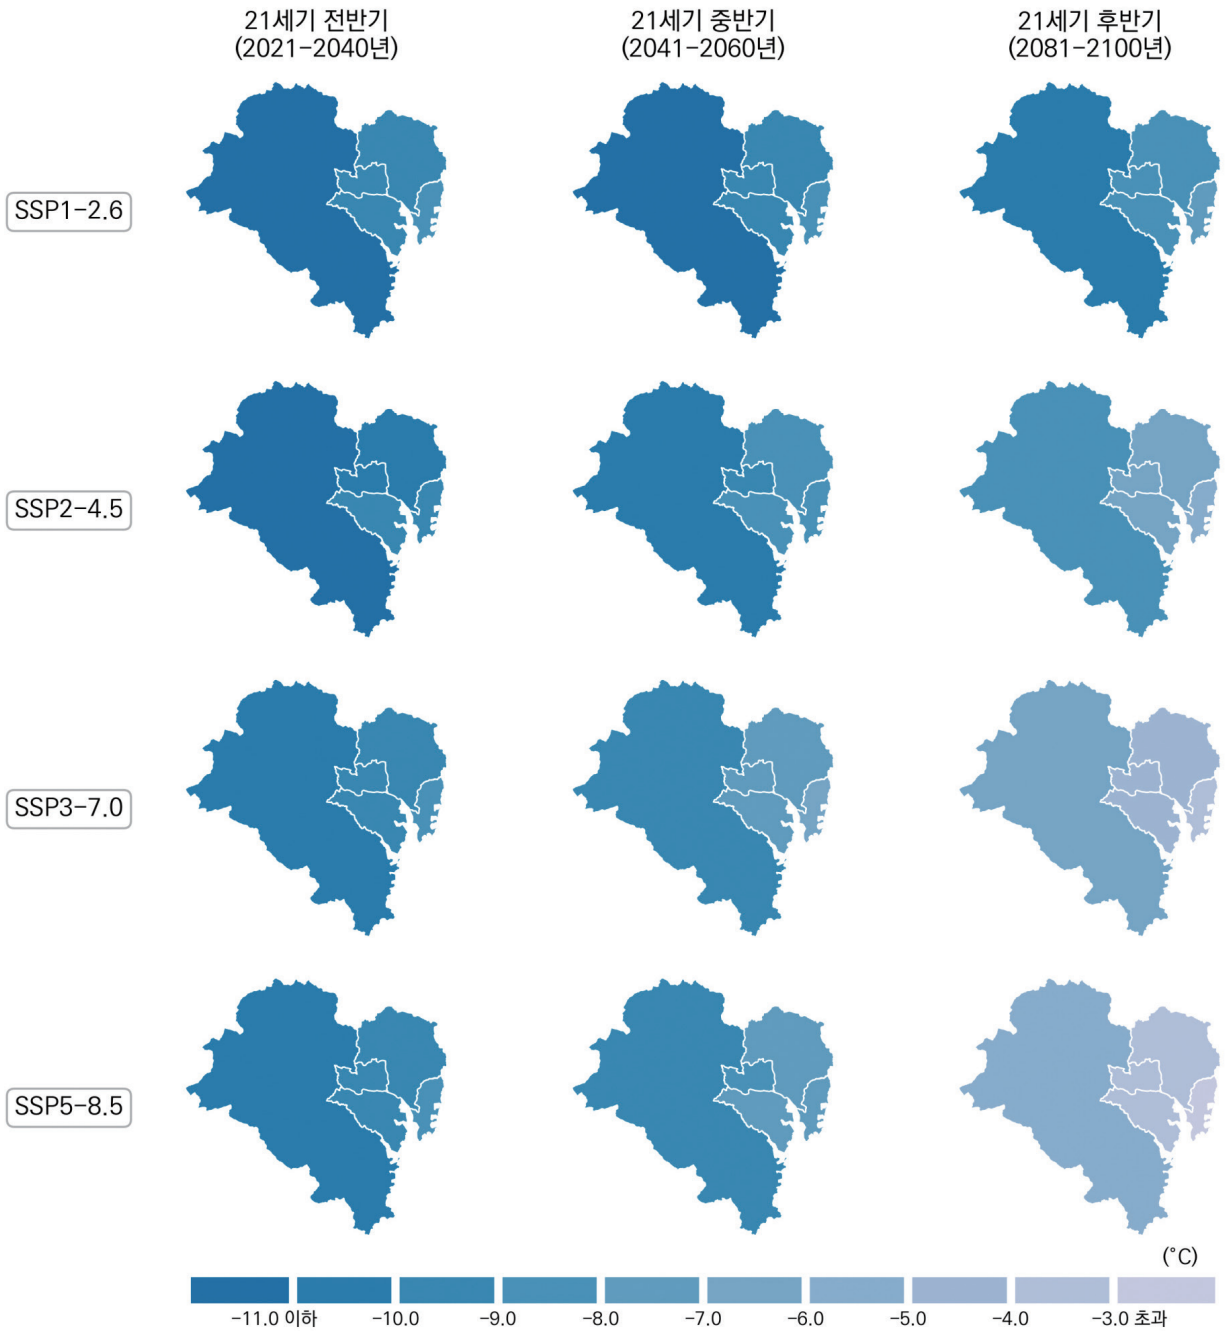 21세기 전반기
(2021-2040년)
21세기 중반기
(2041-2060년)
21세기 후반기
(2081-2100년)
SSP1-2.6
SSP2-4.5
SSP3-7.0
SSP5-8.5
(°C)
-11.0 이하 -10.0 -9.0 -8.0 -7.0 -6.0 -5.0 -4.0 -3.0 초과